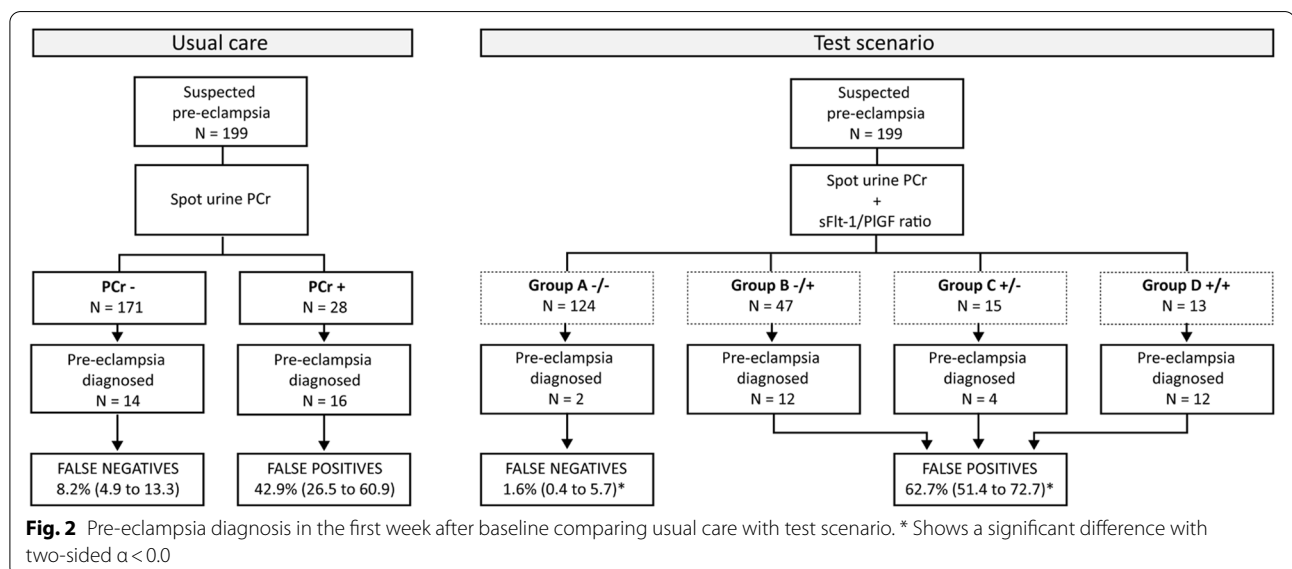 Usual care
Suspected
pre-eclampsia
N = 199
Spot urine PCr
PCr -
N = 171
PCr +
N = 28
Pre-eclampsia
diagnosed
N = 14
Pre-eclampsia
diagnosed
N = 16
FALSE NEGATIVES
8.2% (4.9 to 13.3)
FALSE POSITIVES
42.9% (26.5 to 60.9)
Test scenario
Suspected
pre-eclampsia
N = 199
Spot urine PCr
+
sFlt-1/PlGF ratio
Group A -/-
N = 124
Group B -/+
N = 47
Group C +/-
N = 15
Group D +/+
N = 13
Pre-eclampsia
diagnosed
N = 2
Pre-eclampsia
diagnosed
N = 12
Pre-eclampsia
diagnosed
N = 4
Pre-eclampsia
diagnosed
N = 12
FALSE NEGATIVES
1.6% (0.4 to 5.7)*
FALSE POSITIVES
62.7% (51.4 to 72.7)*
Fig. 2 Pre-eclampsia diagnosis in the first week after baseline comparing usual care with test scenario. * Shows a significant difference with
two-sided α < 0.0